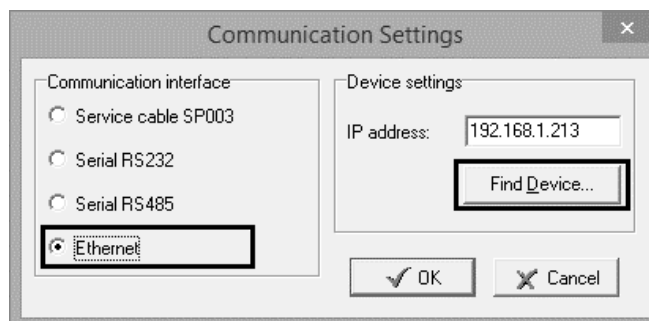 Communication Settings
Communication interface
Service cable SP003
Serial RS232
Serial RS485
Ethernet
Device settings
IP address: 192.168.1.213
Find Device...
OK
Cancel